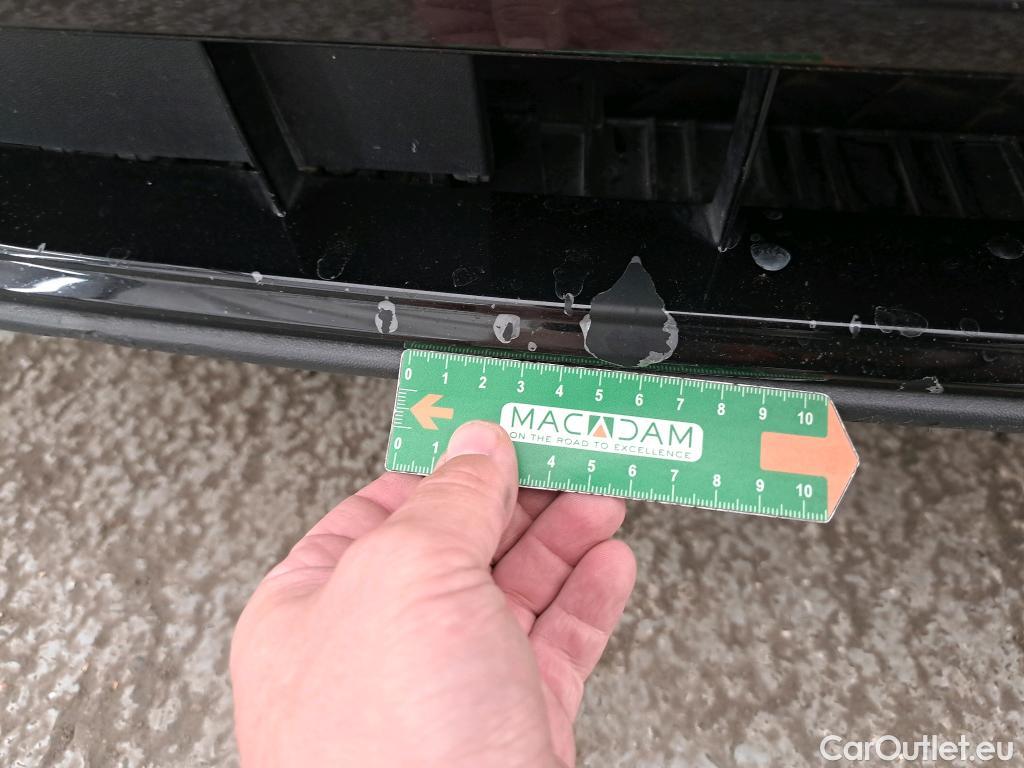 0 1 2 3 4 5 6 7 8 9 10
MACADAM
ON THE ROAD TO EXCELLENCE
0 1 4 5 6 7 8 9 10
CarOutlet.eu